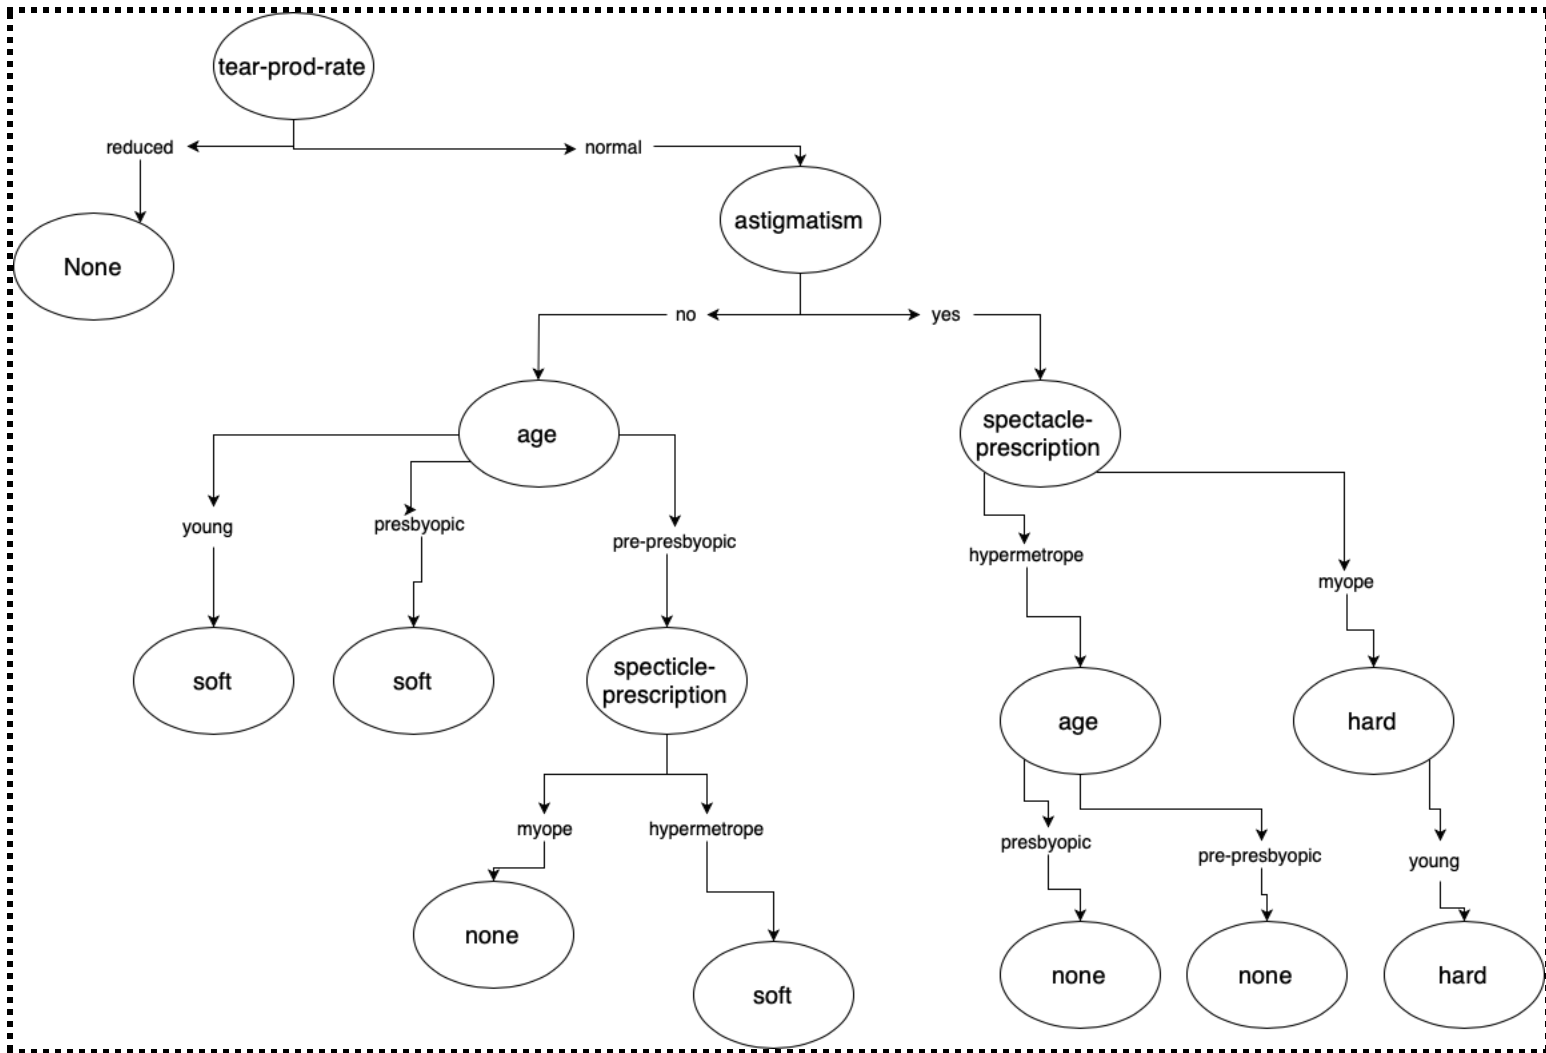 tear-prod-rate
reduced
normal
None
astigmatism
no
yes
age
spectacle-
prescription
young
presbyopic
pre-presbyopic
hypermetrope
myope
soft
soft
specticle-
prescription
age
hard
myope
hypermetrope
presbyopic
pre-presbyopic
young
none
soft
none
none
hard